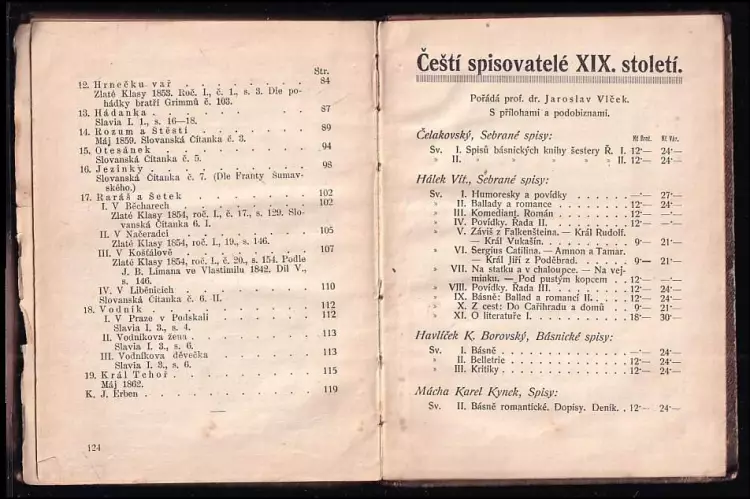 Str.
12. Hrnečku vař . . . . . . . . 84
Zlaté Klasy 1853. Roč. I., č. 1., s. 3. Dle po-
hádky bratří Grimmů č. 103.
13. Hádanka . . . . . . . . 87
Slavia I. I., s. 16—18.
14. Rozum a Štěstí . . . . . . . 89
Máj 1859. Slovanská Čítanka č. 3.
15. Otesánek . . . . . . . . 94
Slovanská Čítanka č. 5.
16. Jezinky . . . . . . . . 98
Slovanská Čítanka č. 7. (Dle Franty Šumav-
ského.)
17. Raráš a Šetek . . . . . . . 102
I. V Běcharech . . . . . . . 102
Zlaté Klasy 1854, roč. I., č. 17., s. 129. Slo-
vanská Čítanka 6. I.
II. V Načeradci . . . . . . . 105
Zlaté Klasy 1854, roč. I., 19., s. 146.
III. V Košťálově . . . . . . . 107
Zlaté Klasy 1854, roč. I., č. 20., s. 154. Podle
J. B. Límana ve Vlastimilu 1842. Díl V.,
s. 146.
IV. V Liběnicích . . . . . . . 110
Slovanská Čítanka č. 6. II.
18. Vodník . . . . . . . . 112
I. V Praze v Podskalí . . . . . . 112
Slavia I. 3., s. 4.
II. Vodníkova žena . . . . . . 113
Slavia I. 3., s. 6.
III. Vodníkova děvečka . . . . . . 113
Slavia I. 3., s. 6.
19. Král Tchoř . . . . . . . . 115
Máj 1862.
K. J. Erben . . . . . . . . 119
124
Čeští spisovatelé XIX. století.
Pořádá prof. dr. Jaroslav Vlček.
S přílohami a podobiznami.
Čelakovský, Sebrané spisy: Kč Brož. Kč Váz.
Sv. I. Spisů básnických knihy šestery Ř. I. 12·— 24·—
» II. » » » » II. 12·— 24·—
Hálek Vít., Sebrané spisy:
Sv. I. Humoresky a povídky . . . . . . —·— 27·—
» II. Ballady a romance . . . . . . . 12·— 24·—
» III. Komediant. Román . . . . . . . 12·— —·—
» IV. Povídky. Řada II. . . . . . . . 12·— —·—
» V. Záviš z Falkenšteina. — Král Rudolf.
— Král Vukašín. . . . . . . . . 9·— 21·—
» VI. Sergius Catilina. — Amnon a Tamar.
— Král Jiří z Poděbrad. . . . . . 9·— 21·—
» VII. Na statku a v chaloupce. — Na vej-
minku. — Pod pustým kopcem . . 12·— —·—
» VIII. Povídky. Řada III. . . . . . . . 12·— 24·—
» IX. Básně: Ballad a romancí II. . . . . 12·— 24·—
» X. Z cest: Do Cařihradu a domů . . . 9·— 21·—
» XI. O literatuře I. . . . . . . . . 18·— 30·—
Havlíček K. Borovský, Básnické spisy:
Sv. I. Básně . . . . . . . . . . —·— 24·—
» II. Belletrie . . . . . . . . . 12·— 24·—
» III. Kritiky . . . . . . . . . . 12·— 24·—
Mácha Karel Kynek, Spisy:
Sv. II. Básně romantické. Dopisy. Deník. . 12·— 24·—